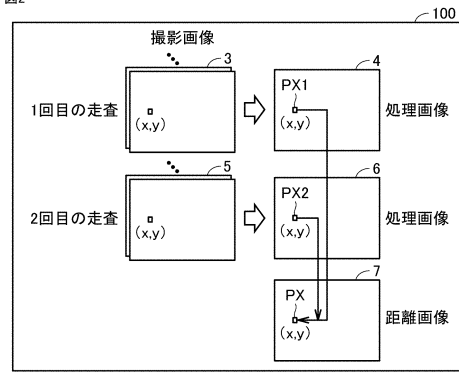 図2
100
撮影画像
3
4
PX1
1回目の走査
(x,y)
(x,y)
処理画像
5
6
PX2
2回目の走査
(x,y)
(x,y)
処理画像
7
PX
距離画像
(x,y)